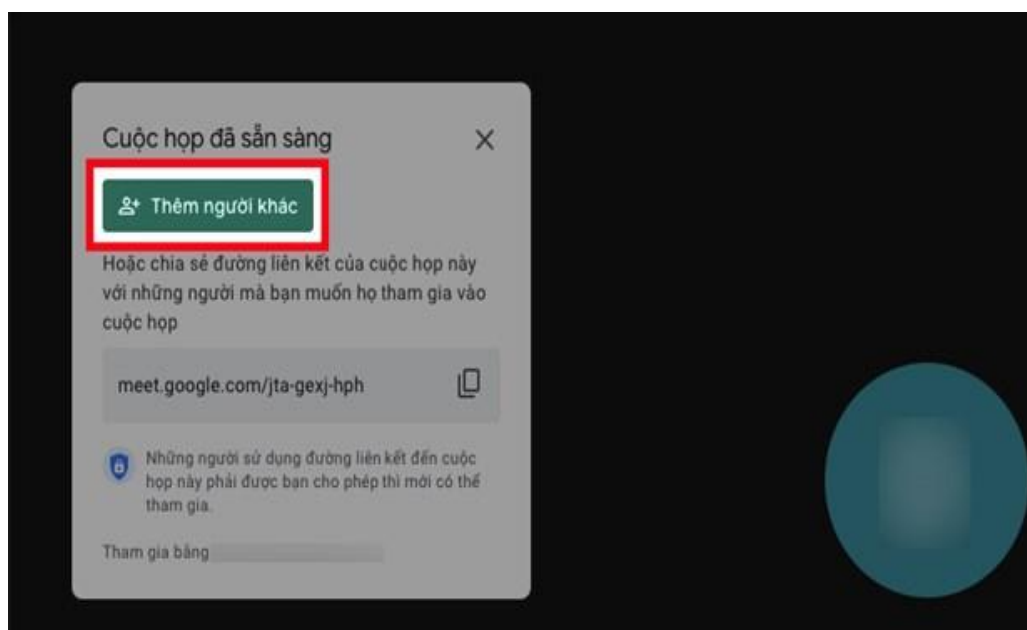 Cuộc họp đã sẵn sàng
Thêm người khác
Hoặc chia sẻ đường liên kết của cuộc họp này
với những người mà bạn muốn họ tham gia vào
cuộc họp
meet.google.com/jta-gexj-hph
Những người sử dụng đường liên kết đến cuộc
họp này phải được bạn cho phép thì mới có thể
tham gia.
Tham gia bằng